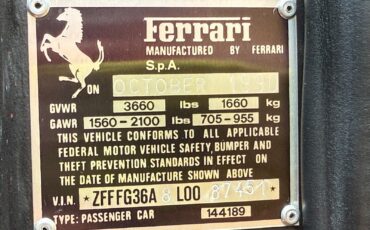 Ferrari
MANUFACTURED BY FERRARI
S.p.A.
ON OCTOBER
GVWR 3660 lbs 1660 kg
GAWR 1560-2100 lbs 705-955 kg
THIS VEHICLE CONFORMS TO ALL APPLICABLE
FEDERAL MOTOR VEHICLE SAFETY, BUMPER AND
THEFT PREVENTION STANDARDS IN EFFECT ON
THE DATE OF MANUFACTURE SHOWN ABOVE
V.I.N. * ZFFFG36A 8 L00 87461 *
TYPE: PASSENGER CAR 144189